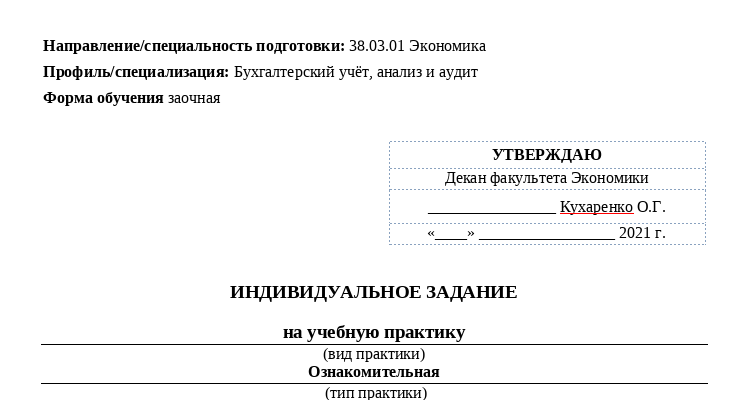 Направление/специальность подготовки: 38.03.01 Экономика
Профиль/специализация: Бухгалтерский учёт, анализ и аудит
Форма обучения заочная
УТВЕРЖДАЮ
Декан факультета Экономики
________________ Кухаренко О.Г.
«____» _________________ 2021 г.
ИНДИВИДУАЛЬНОЕ ЗАДАНИЕ
на учебную практику
(вид практики)
Ознакомительная
(тип практики)